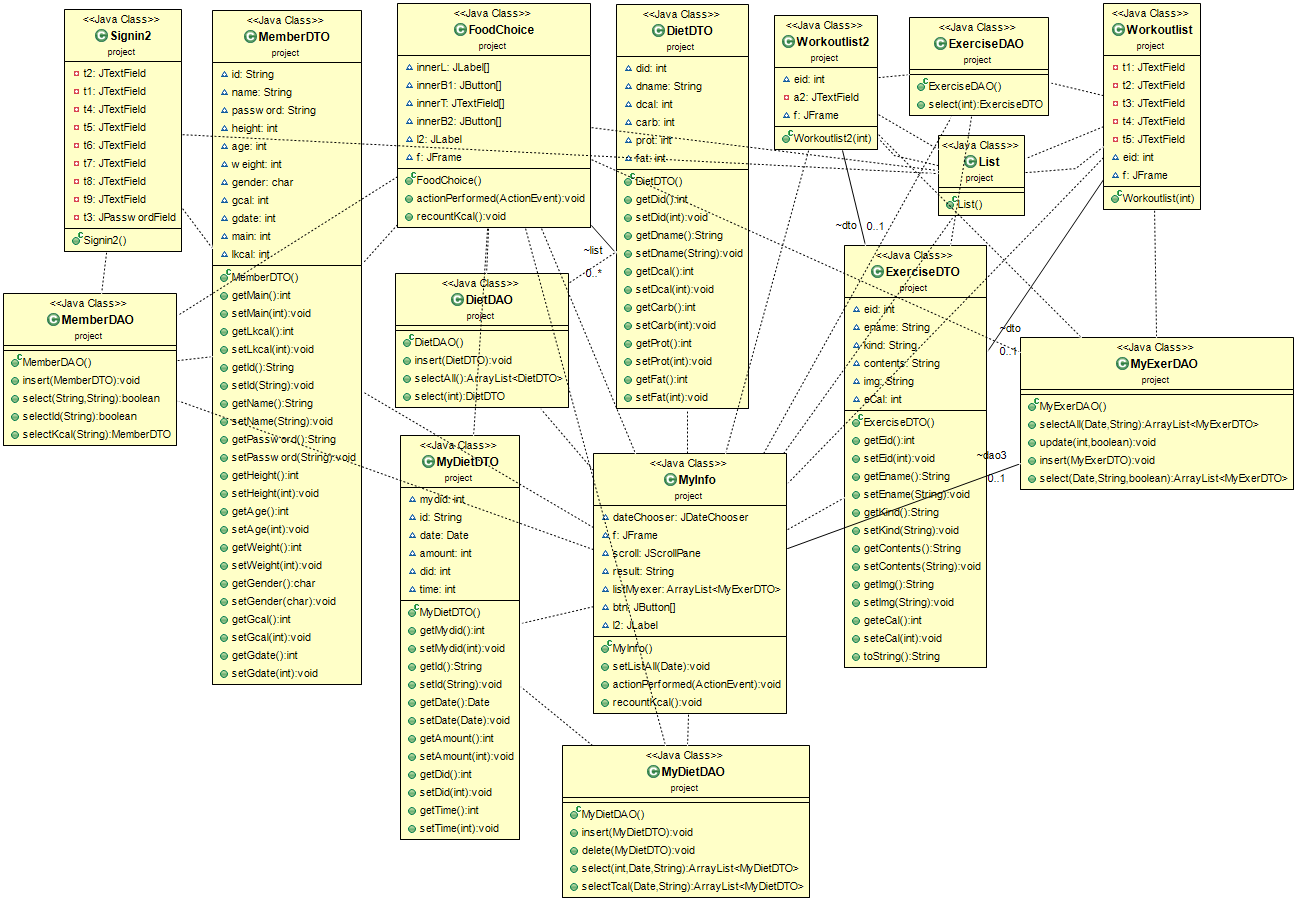 <<Java Class>>
Signin2
project
t2: JTextField
t1: JTextField
t4: JTextField
t5: JTextField
t6: JTextField
t7: JTextField
t8: JTextField
t9: JTextField
t3: JPasswordField
Signin2()
<<Java Class>>
MemberDTO
project
id: String
name: String
password: String
height: int
age: int
weight: int
gender: char
gcal: int
gdate: int
main: int
lkcal: int
MemberDTO()
getMain():int
setMain(int):void
getLkcal():int
setLkcal(int):void
getId():String
setId(String):void
getName():String
setName(String):void
getPassword():String
setPassword(String):void
getHeight():int
setHeight(int):void
getAge():int
setAge(int):void
getWeight():int
setWeight(int):void
getGender():char
setGender(char):void
getGcal():int
setGcal(int):void
getGdate():int
setGdate(int):void
<<Java Class>>
FoodChoice
project
innerL: JLabel[]
innerB1: JButton[]
innerT: JTextField[]
innerB2: JButton[]
l2: JLabel
f: JFrame
FoodChoice()
actionPerformed(ActionEvent):void
recountKcal():void
<<Java Class>>
DietDTO
project
did: int
dname: String
dcal: int
carb: int
prot: int
fat: int
DietDTO()
getDid():int
setDid(int):void
getDname():String
setDname(String):void
getDcal():int
setDcal(int):void
getCarb():int
setCarb(int):void
getProt():int
setProt(int):void
getFat():int
setFat(int):void
<<Java Class>>
Workoutlist2
project
eid: int
a2: JTextField
f: JFrame
Workoutlist2(int)
<<Java Class>>
ExerciseDAO
project
ExerciseDAO()
select(int):ExerciseDTO
<<Java Class>>
List
project
List()
<<Java Class>>
Workoutlist
project
t1: JTextField
t2: JTextField
t3: JTextField
t4: JTextField
t5: JTextField
eid: int
f: JFrame
Workoutlist(int)
~dto
0..1
~list
0..*
<<Java Class>>
ExerciseDTO
project
eid: int
ename: String
kind: String
contents: String
img: String
eCal: int
ExerciseDTO()
getEid():int
setEid(int):void
getEname():String
setEname(String):void
getKind():String
setKind(String):void
getContents():String
setContents(String):void
getImg():String
setImg(String):void
geteCal():int
seteCal(int):void
toString():String
~dto
0..1
<<Java Class>>
MemberDAO
project
MemberDAO()
insert(MemberDTO):void
select(String,String):boolean
selectId(String):boolean
selectKcal(String):MemberDTO
<<Java Class>>
DietDAO
project
DietDAO()
insert(DietDTO):void
selectAll():ArrayList<DietDTO>
select(int):DietDTO
<<Java Class>>
MyExerDAO
project
MyExerDAO()
selectAll(Date,String):ArrayList<MyExerDTO>
update(int,boolean):void
insert(MyExerDTO):void
select(Date,String,boolean):ArrayList<MyExerDTO>
~dao3
0..1
<<Java Class>>
MyDietDTO
project
mydid: int
id: String
date: Date
amount: int
did: int
time: int
MyDietDTO()
getMydid():int
setMydid(int):void
getId():String
setId(String):void
getDate():Date
setDate(Date):void
getAmount():int
setAmount(int):void
getDid():int
setDid(int):void
getTime():int
setTime(int):void
<<Java Class>>
MyInfo
project
dateChooser: JDateChooser
f: JFrame
scroll: JScrollPane
result: String
listMyexer: ArrayList<MyExerDTO>
btn: JButton[]
l2: JLabel
MyInfo()
setListAll(Date):void
actionPerformed(ActionEvent):void
recountKcal():void
<<Java Class>>
MyDietDAO
project
MyDietDAO()
insert(MyDietDTO):void
delete(MyDietDTO):void
select(int,Date,String):ArrayList<MyDietDTO>
selectTcal(Date,String):ArrayList<MyDietDTO>